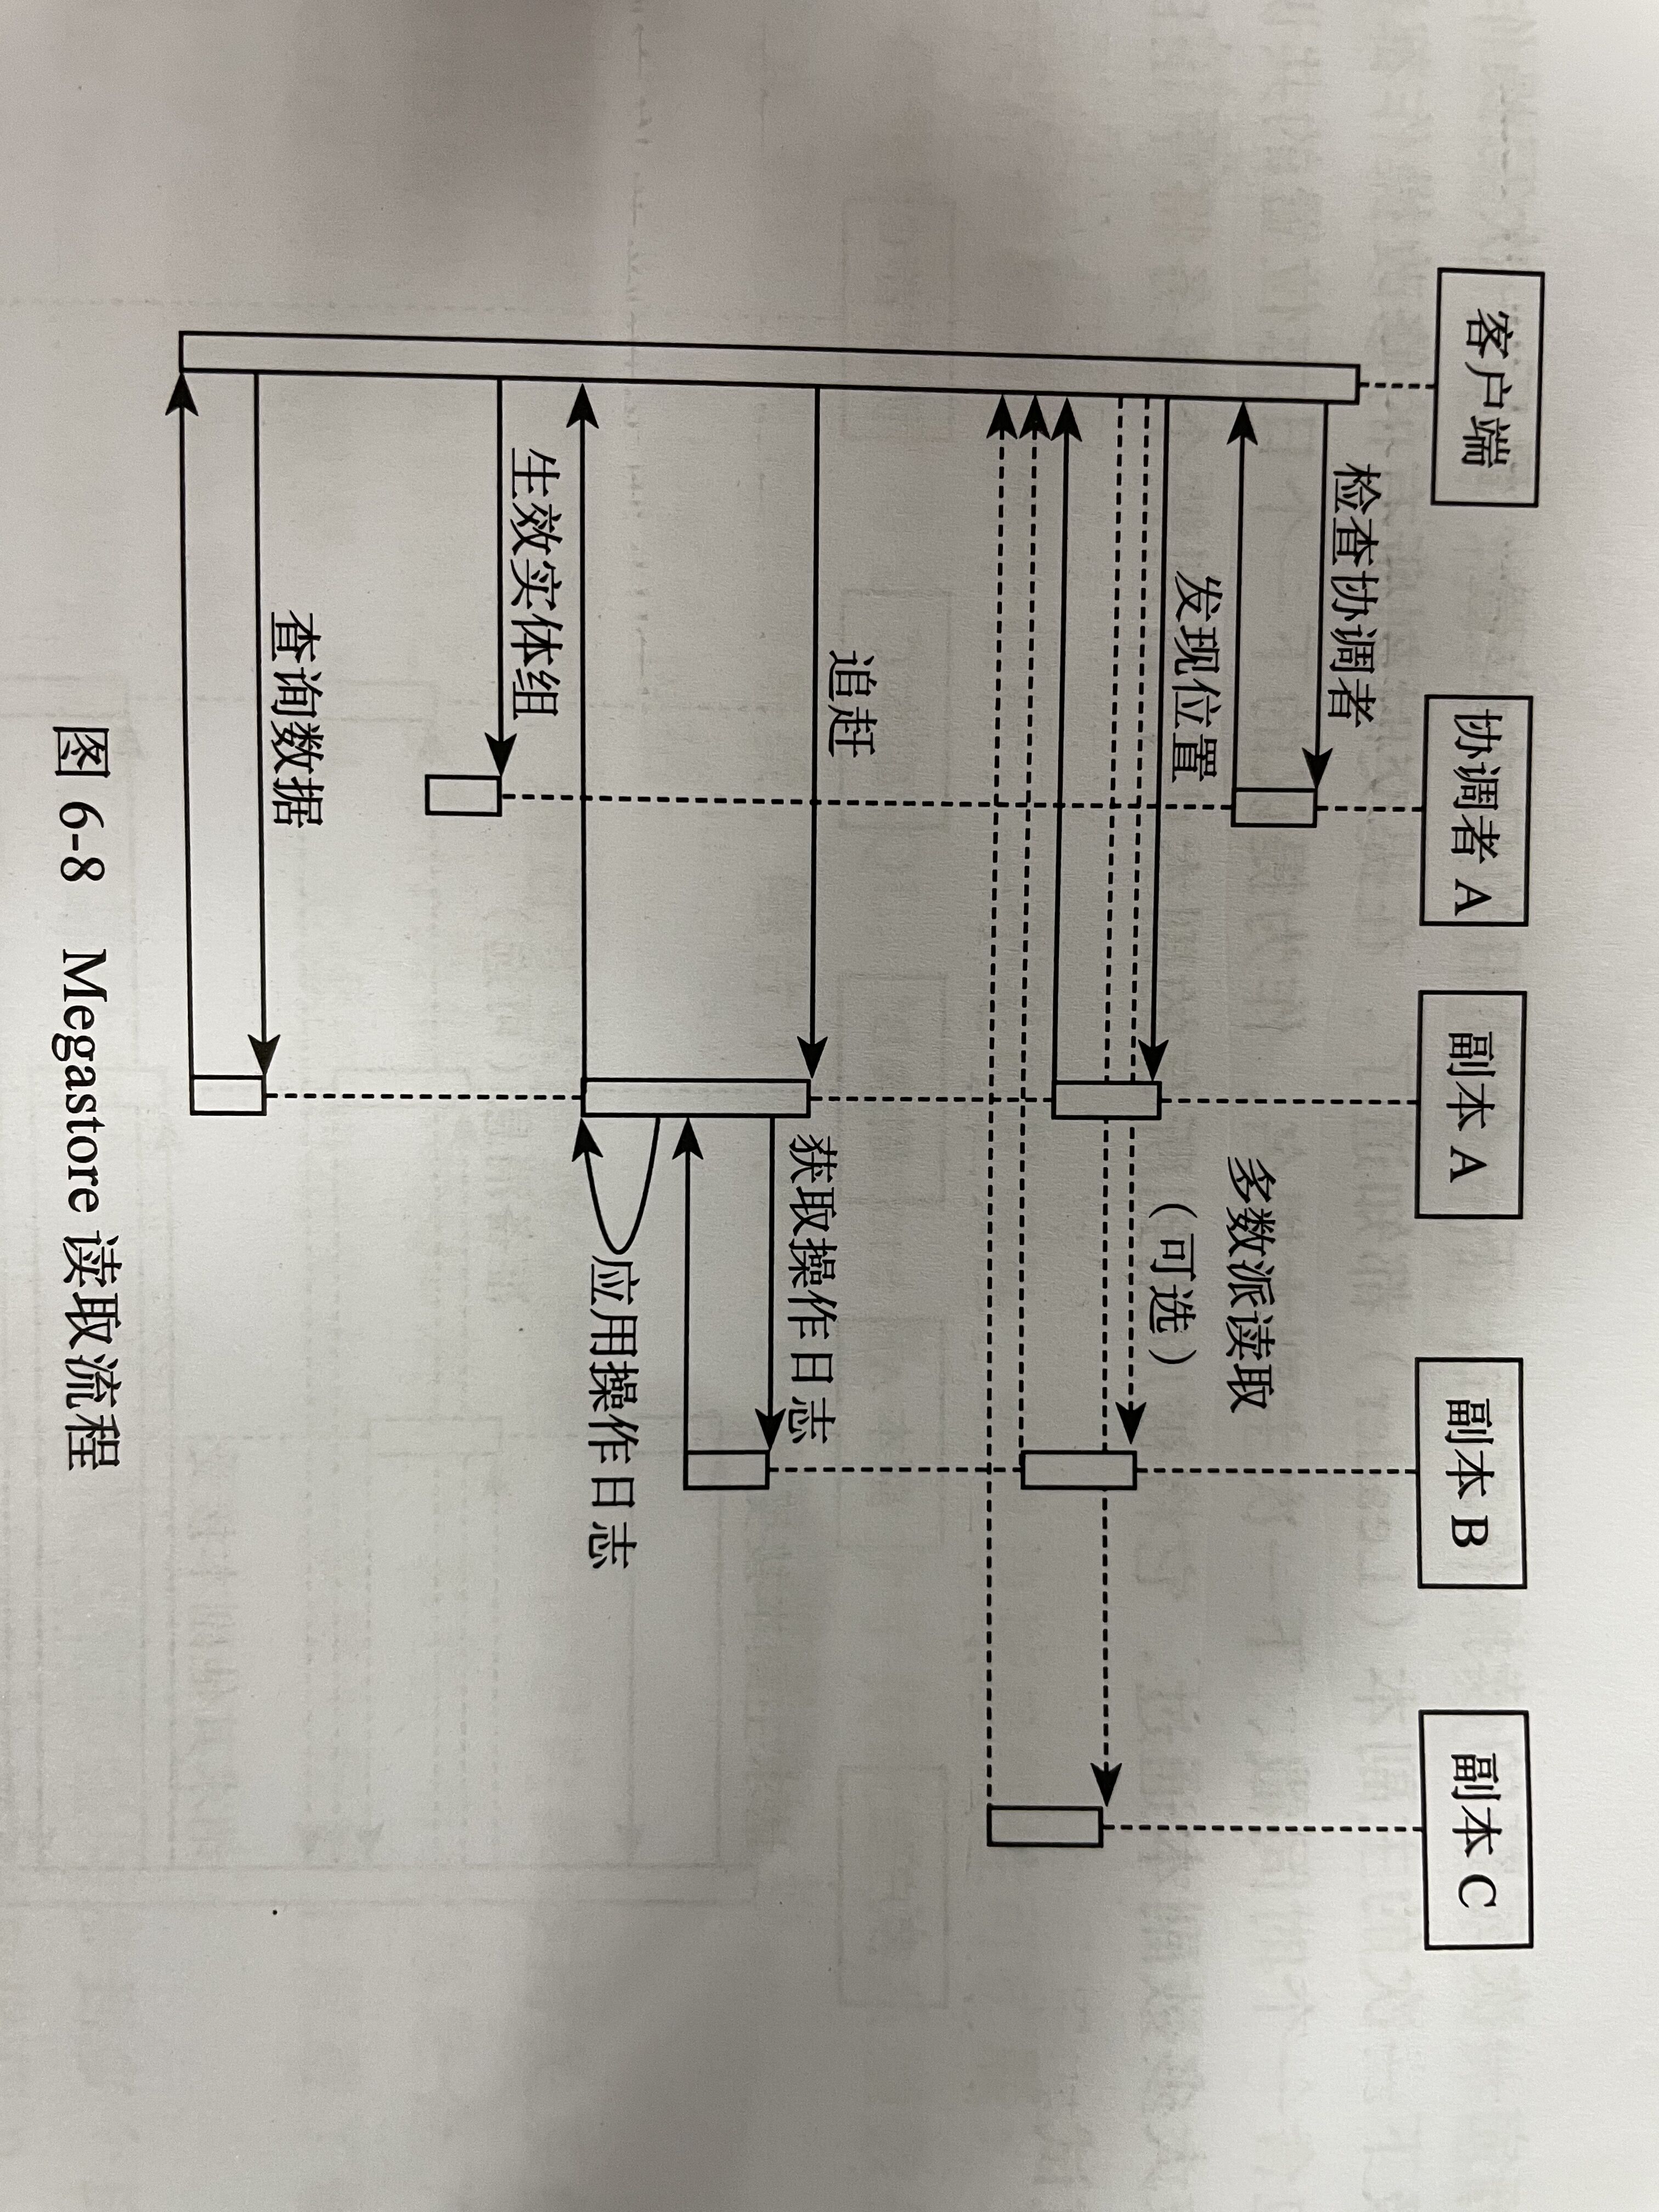 客户端
协调者 A
副本 A
副本 B
副本 C
检查协调者
多数派读取
（可选）
发现位置
追赶
获取操作日志
应用操作日志
生效实体组
查询数据
图 6-8 Megastore 读取流程